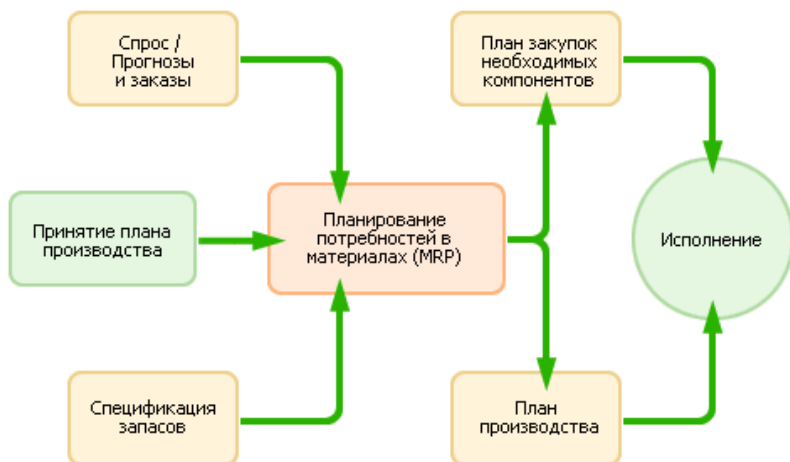 Спрос /
Прогнозы
и заказы
План закупок
необходимых
компонентов
Принятие плана
производства
Планирование
потребностей в
материалах (MRP)
Исполнение
Спецификация
запасов
План
производства